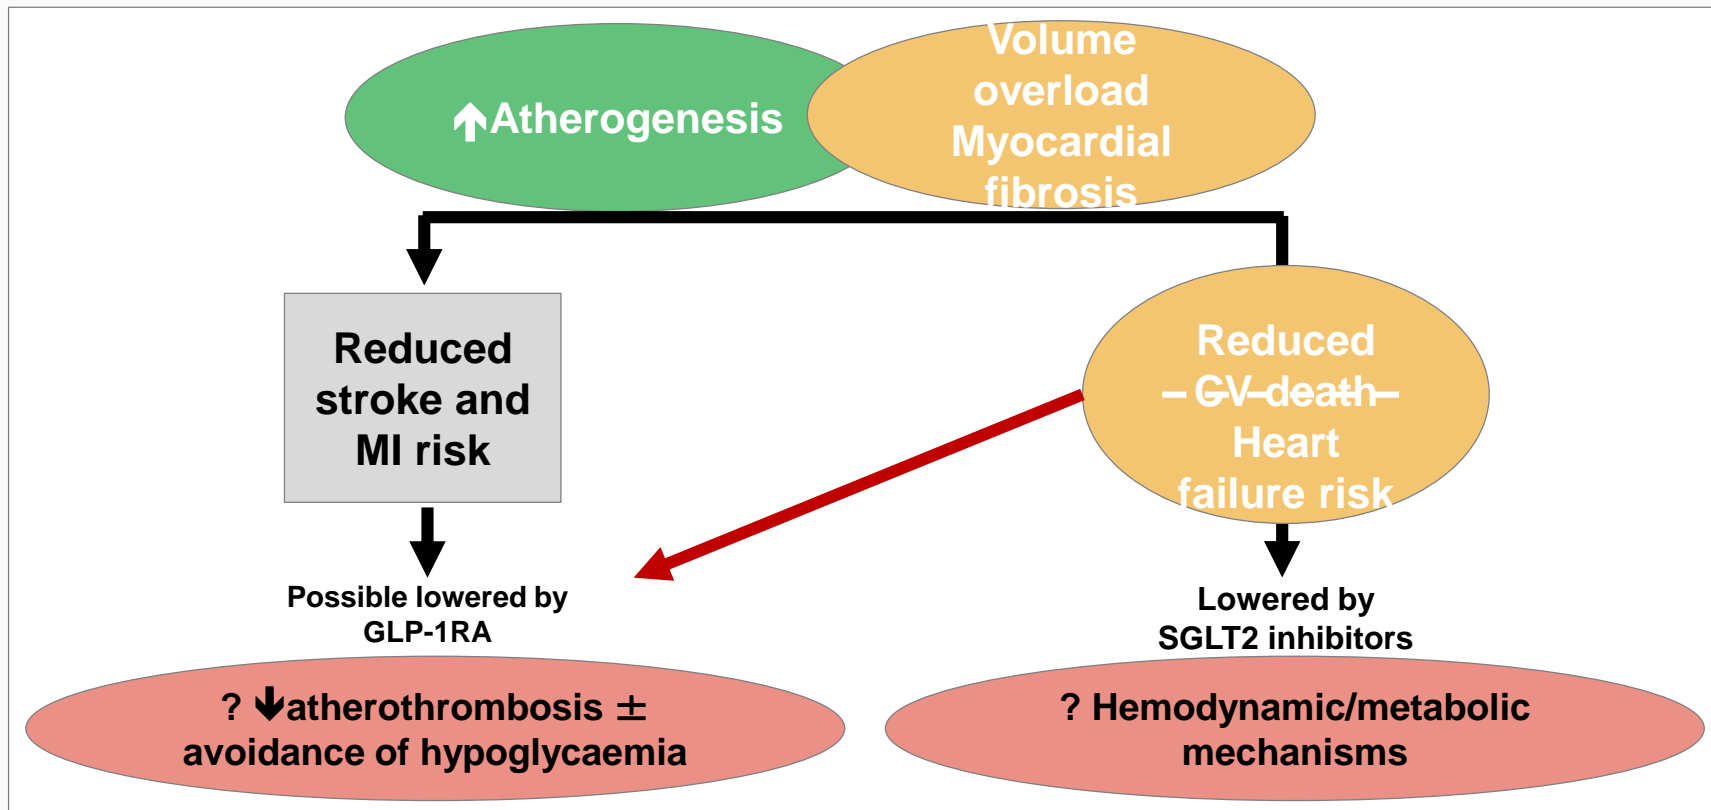 ↑Atherogenesis
Volume
overload
Myocardial
fibrosis
Reduced
stroke and
MI risk
Reduced
– CV death –
Heart
failure risk
Possible lowered by
GLP-1RA
Lowered by
SGLT2 inhibitors
? ↓atherothrombosis ±
avoidance of hypoglycaemia
? Hemodynamic/metabolic
mechanisms